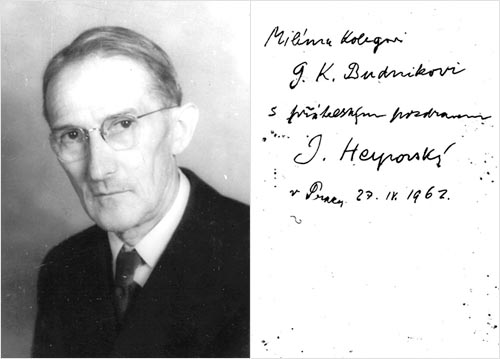 Milému Kolegovi
G. K. Budnikovi
s přátelským pozdravem
J. Heyrovský
v Praze, 27. IV. 1962.